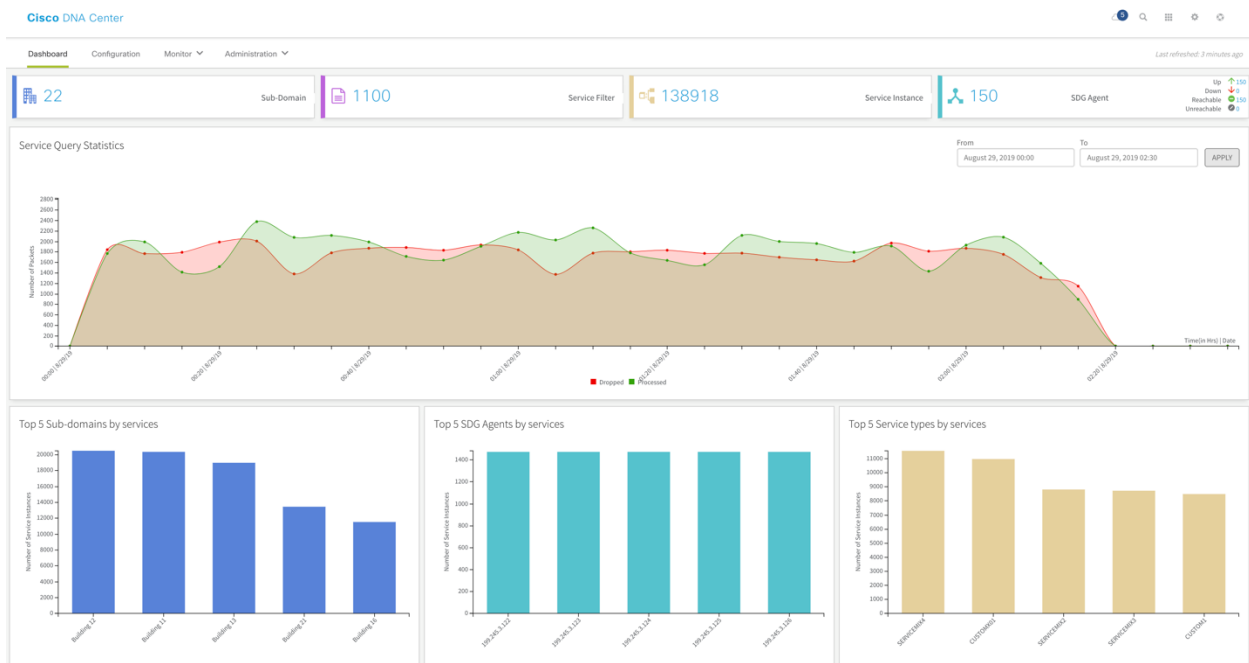 Cisco DNA Center
5
Dashboard Configuration Monitor Administration
Last refreshed: 3 minutes ago
22 Sub-Domain
1100 Service Filter
138918 Service Instance
150 SDG Agent
Up 150
Down 0
Reachable 150
Unreachable 0
Service Query Statistics
From
August 29, 2019 00:00
To
August 29, 2019 02:30
APPLY
Number of Packets
2800
2600
2400
2200
2000
1800
1600
1400
1200
1000
800
600
400
200
0
00:00 | 8/29/19
00:20 | 8/29/19
00:40 | 8/29/19
01:00 | 8/29/19
01:20 | 8/29/19
01:40 | 8/29/19
02:00 | 8/29/19
02:20 | 8/29/19
Time(in Hrs) | Date
Dropped Processed
Top 5 Sub-domains by services
Number of Service Instances
20000
18000
16000
14000
12000
10000
8000
6000
4000
2000
0
Building 12
Building 11
Building 13
Building 21
Building 16
Top 5 SDG Agents by services
Number of Service Instances
1400
1200
1000
800
600
400
200
0
199.245.3.122
199.245.3.123
199.245.3.124
199.245.3.125
199.245.3.126
Top 5 Service types by services
Number of Service Instances
11000
10000
9000
8000
7000
6000
5000
4000
3000
2000
1000
0
SERVICEMIX4
CUSTOMX01
SERVICEMIX2
SERVICEMIX3
CUSTOM1